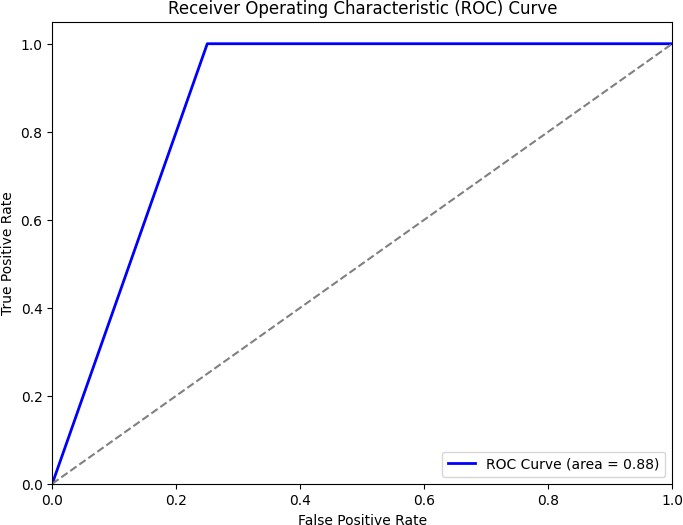 Receiver Operating Characteristic (ROC) Curve
1.0
0.8
0.6
0.4
0.2
0.0
True Positive Rate
ROC Curve (area = 0.88)
0.0 0.2 0.4 0.6 0.8 1.0
False Positive Rate